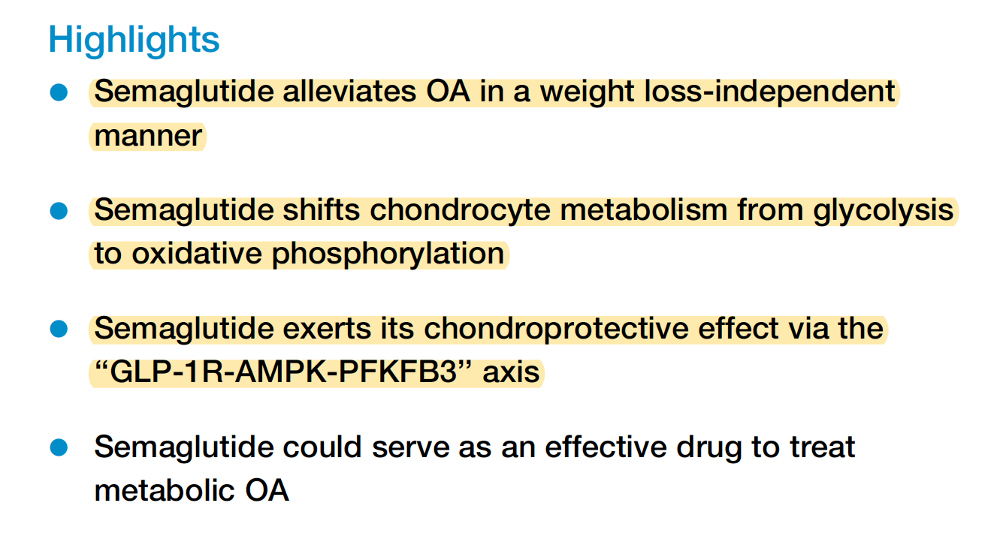 Highlights
● Semaglutide alleviates OA in a weight loss-independent
manner
● Semaglutide shifts chondrocyte metabolism from glycolysis
to oxidative phosphorylation
● Semaglutide exerts its chondroprotective effect via the
“GLP-1R-AMPK-PFKFB3” axis
● Semaglutide could serve as an effective drug to treat
metabolic OA